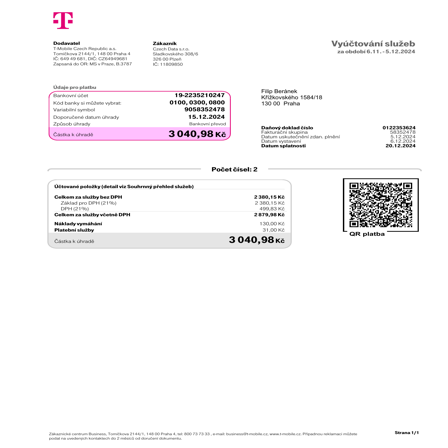 Dodavatel
T-Mobile Czech Republic a.s.
Tomíčkova 2144/1, 148 00 Praha 4
IČ: 649 49 681, DIČ: CZ64949681
Zapsaná do OR: MS v Praze, B.3787
Zákazník
Czech Data s.r.o.
Sladkovského 308/6
326 00 Plzeň
Vyúčtování služeb
za období 6.11. - 5.12.2024
Údaje pro platbu
Bankovní účet 19-2235210247
Kód banky si můžete vybrat 0100, 0300, 0800
Variabilní symbol 9058352478
Doporučené datum úhrady 15.12.2024
Způsob úhrady Bankovní převod
Částka k úhradě 3 040,98 Kč
Filip Beránek
Křižkovského 1584/18
130 00 Praha
Daňový doklad číslo 0122353624
Fakturační skupina 58352478
Datum uskutečnění zdan. plnění 5.12.2024
Datum vystavení 6.12.2024
Datum splatnosti 20.12.2024
Počet čísel: 2
Účtované položky (detail viz Souhrnný přehled služeb)
Celkem za služby bez DPH 2 380,15 Kč
Základ pro DPH (21%) 2 380,15 Kč
DPH (21%) 499,83 Kč
Celkem za služby včetně DPH 2 879,98 Kč
Náklady vymáhání 130,00 Kč
Platební služby 31,00 Kč
Částka k úhradě 3 040,98 Kč
QR platba
Zákaznické centrum Business, Tomíčkova 2144/1, 148 00 Praha 4, tel: 800 73 73 33, e-mail: business@t-mobile.cz, www.t-mobile.cz. Případnou reklamaci můžete
podat na uvedených kontaktech do 2 měsíců od doručení dokumentu.
Strana 1/1